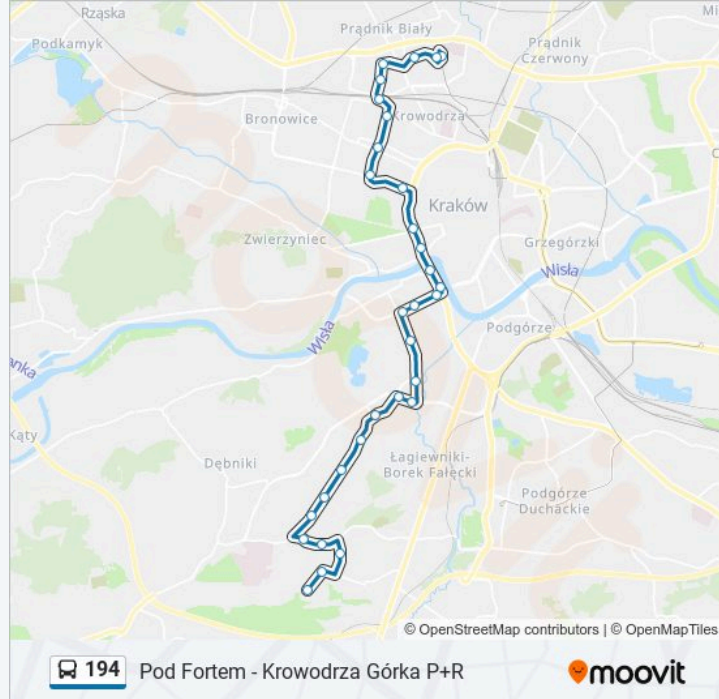 Rząska
Mi
Prądnik Biały
Podkamyk
Prądnik
Czerwony
Bronowice
Krowodrza
C
Kraków
Zwierzyniec
Grzegórzki
Wisła
Wisła
Podgórze
anka
Kąty
Dębniki
Łagiewniki-
Borek Fałęcki
Podgórze
Duchackie
© OpenStreetMap contributors | © OpenMapTiles
194 Pod Fortem - Krowodrza Górka P+R
moovit